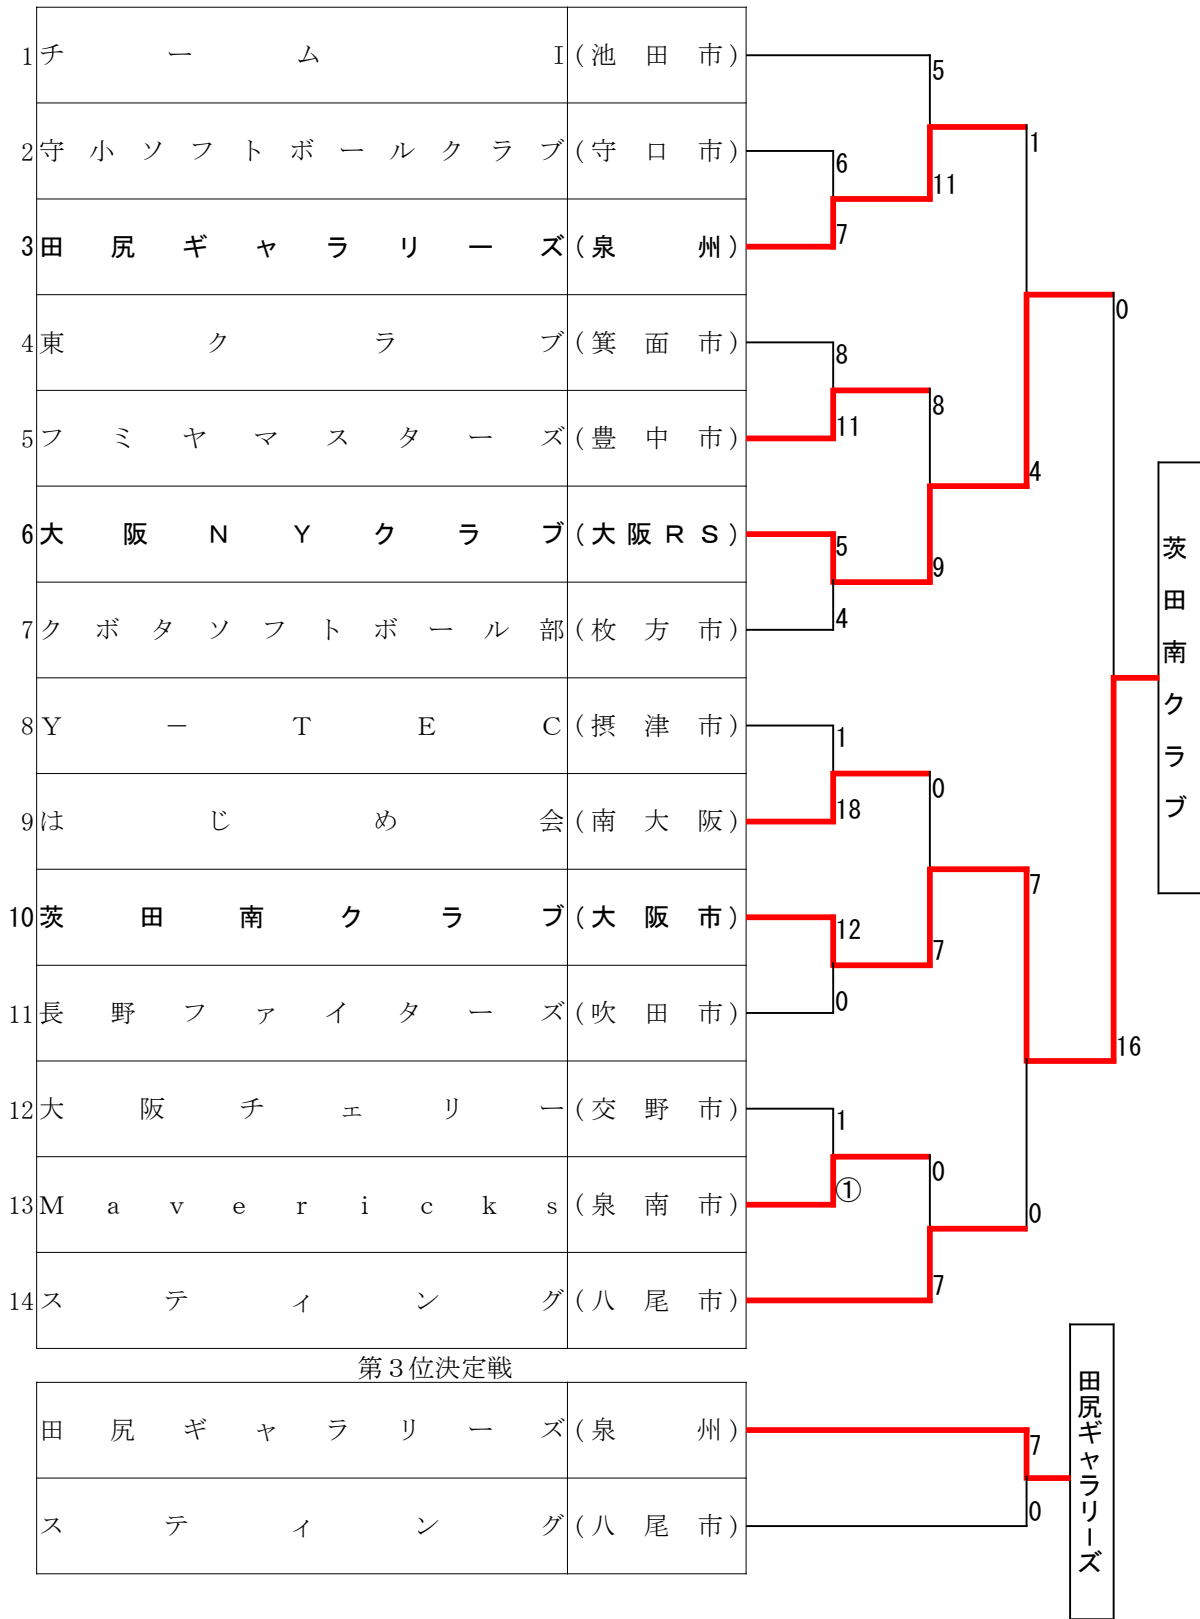 1 チームI (池田市)
5
2 守小ソフトボールクラブ (守口市)
6
1
11
3 田尻ギャラリーズ (泉州)
7
0
4 東クラブ (箕面市)
8
8
5 フミヤマスターズ (豊中市)
11
4
6 大阪NYクラブ (大阪RS)
5
9
7 クボタソフトボール部 (枚方市)
4
茨田南クラブ
8 Y－TEC (摂津市)
1
0
9 はじめ会 (南大阪)
18
7
10 茨田南クラブ (大阪市)
12
7
11 長野ファイターズ (吹田市)
0
16
12 大阪チェリー (交野市)
1
0
13 Mavericks (泉南市)
①
0
14 スティング (八尾市)
7
第3位決定戦
田尻ギャラリーズ (泉州)
7
スティング (八尾市)
0
田尻ギャラリーズ